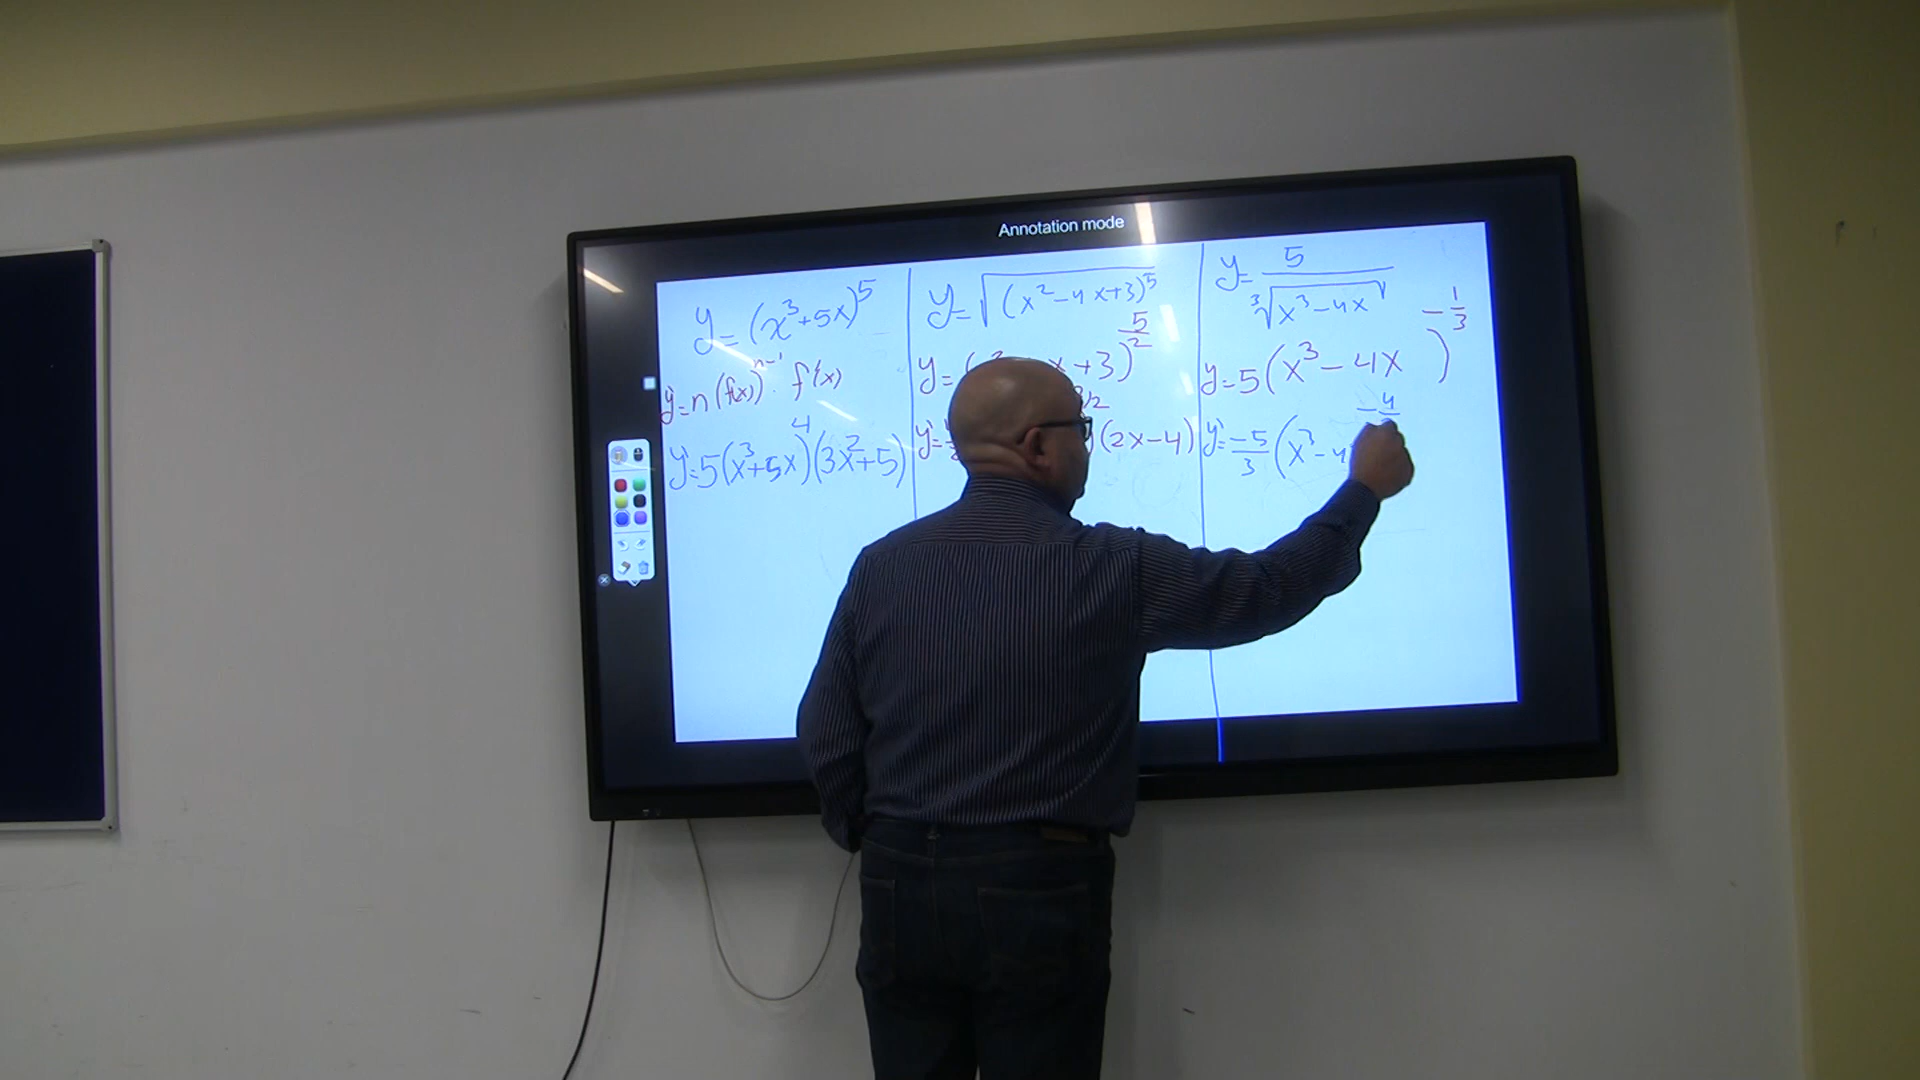 Annotation mode
y = (x³+5x)⁵
y' = n(f(x))ⁿ⁻¹ · f'(x)
y' = 5(x³+5x)⁴(3x²+5)
y = √(x²-4x+3)⁵
y = ( x+3)^5/2
y' = (2x-4)
y = 5/∛(x³-4x)
y = 5(x³-4x)^-1/3
y' = -5/3 (x³-4